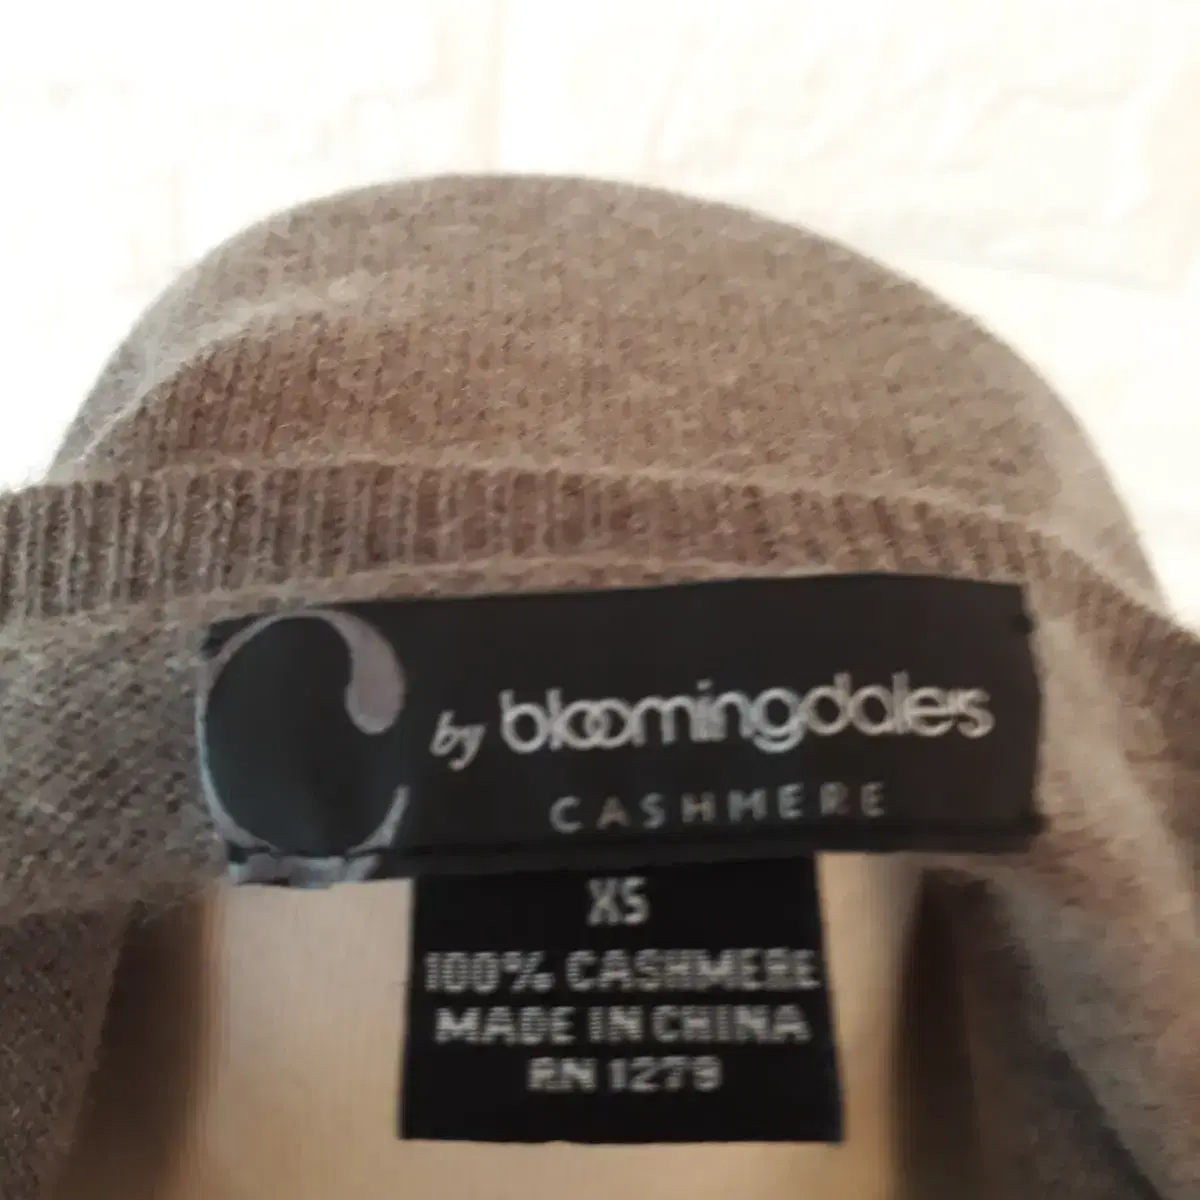 C by bloomingdale's
CASHMERE
XS
100% CASHMERE
MADE IN CHINA
RN 1279